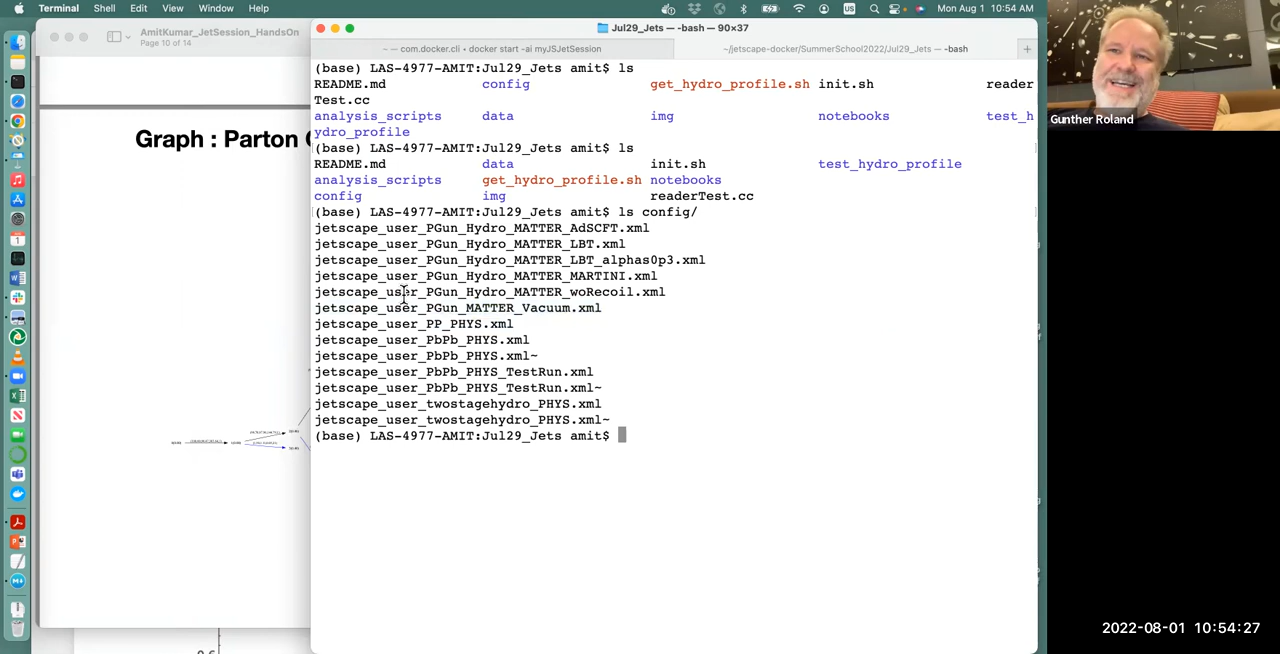 Terminal Shell Edit View Window Help
US Mon Aug 1 10:54 AM
AmitKumar_JetSession_HandsOn
Page 10 of 14
Graph : Parton
Jul29_Jets — -bash — 90×37
~ — com.docker.cli • docker start -ai myJSJetSession
~/jetscape-docker/SummerSchool2022/Jul29_Jets — -bash
(base) LAS-4977-AMIT:Jul29_Jets amit$ ls
README.md config get_hydro_profile.sh init.sh reader
Test.cc
analysis_scripts data img notebooks test_h
ydro_profile
(base) LAS-4977-AMIT:Jul29_Jets amit$ ls
README.md data init.sh test_hydro_profile
analysis_scripts get_hydro_profile.sh notebooks
config img readerTest.cc
(base) LAS-4977-AMIT:Jul29_Jets amit$ ls config/
jetscape_user_PGun_Hydro_MATTER_AdSCFT.xml
jetscape_user_PGun_Hydro_MATTER_LBT.xml
jetscape_user_PGun_Hydro_MATTER_LBT_alphas0p3.xml
jetscape_user_PGun_Hydro_MATTER_MARTINI.xml
jetscape_user_PGun_Hydro_MATTER_woRecoil.xml
jetscape_user_PGun_MATTER_Vacuum.xml
jetscape_user_PP_PHYS.xml
jetscape_user_PbPb_PHYS.xml
jetscape_user_PbPb_PHYS.xml~
jetscape_user_PbPb_PHYS_TestRun.xml
jetscape_user_PbPb_PHYS_TestRun.xml~
jetscape_user_twostagehydro_PHYS.xml
jetscape_user_twostagehydro_PHYS.xml~
(base) LAS-4977-AMIT:Jul29_Jets amit$
Gunther Roland
2022-08-01 10:54:27